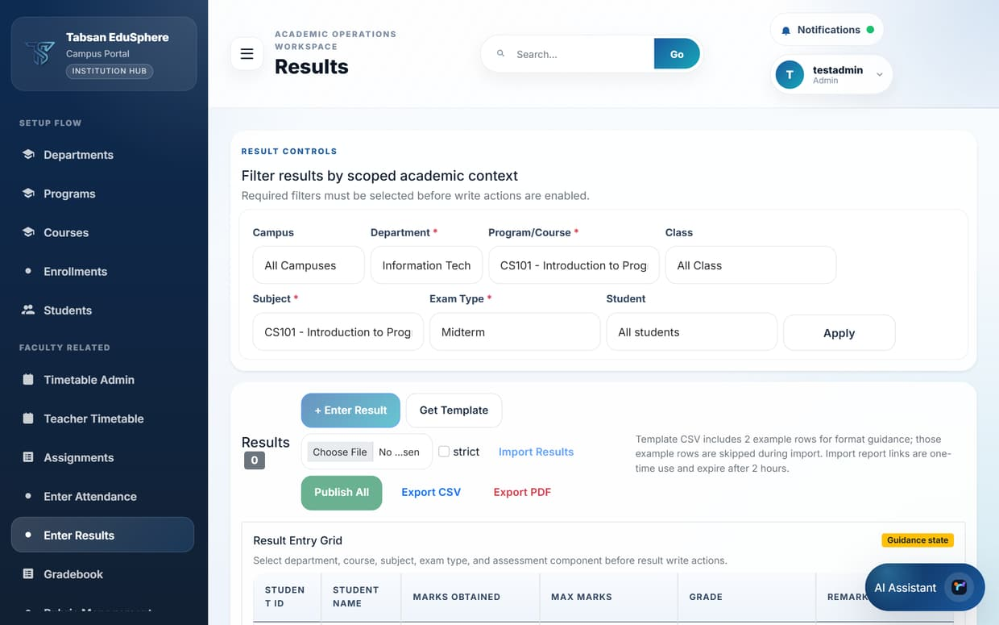 Tabsan EduSphere
Campus Portal
INSTITUTION HUB
SETUP FLOW
Departments
Programs
Courses
Enrollments
Students
FACULTY RELATED
Timetable Admin
Teacher Timetable
Assignments
Enter Attendance
Enter Results
Gradebook
ACADEMIC OPERATIONS
WORKSPACE
Results
Search...
Go
Notifications
T
testadmin
Admin
RESULT CONTROLS
Filter results by scoped academic context
Required filters must be selected before write actions are enabled.
Campus
Department *
Program/Course *
Class
All Campuses
Information Tech
CS101 - Introduction to Prog
All Class
Subject *
Exam Type *
Student
CS101 - Introduction to Prog
Midterm
All students
Apply
+ Enter Result
Get Template
Results
0
Choose File No ...sen
strict
Import Results
Publish All
Export CSV
Export PDF
Template CSV includes 2 example rows for format guidance; those
example rows are skipped during import. Import report links are one-
time use and expire after 2 hours.
Result Entry Grid
Guidance state
Select department, course, subject, exam type, and assessment component before result write actions.
STUDEN
T ID
STUDENT
NAME
MARKS OBTAINED
MAX MARKS
GRADE
REMARK
AI Assistant